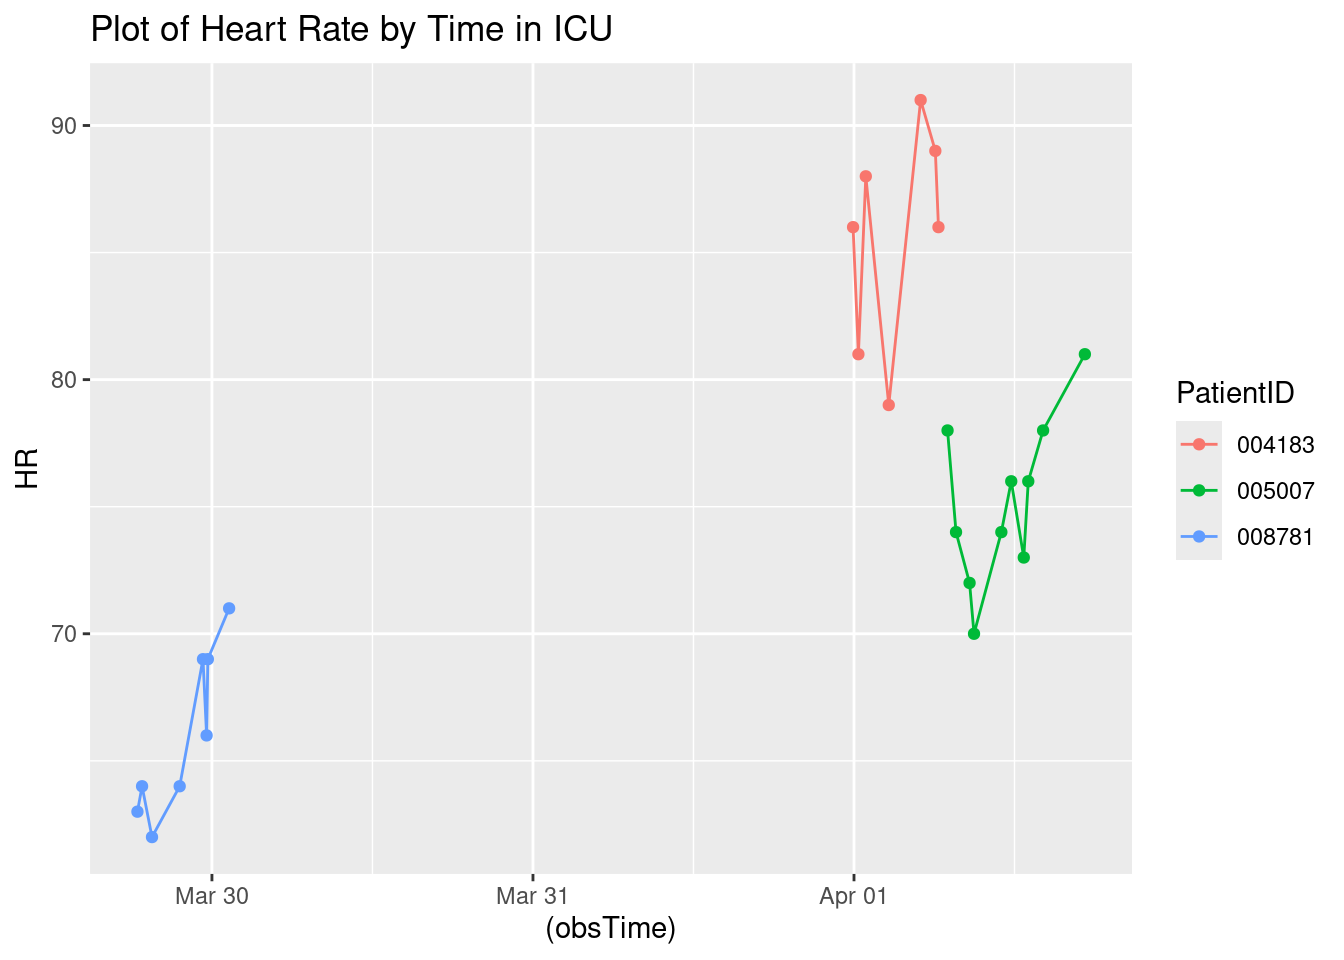 Plot of Heart Rate by Time in ICU
90
80
70
HR
Mar 30
Mar 31
Apr 01
(obsTime)
PatientID
004183
005007
008781